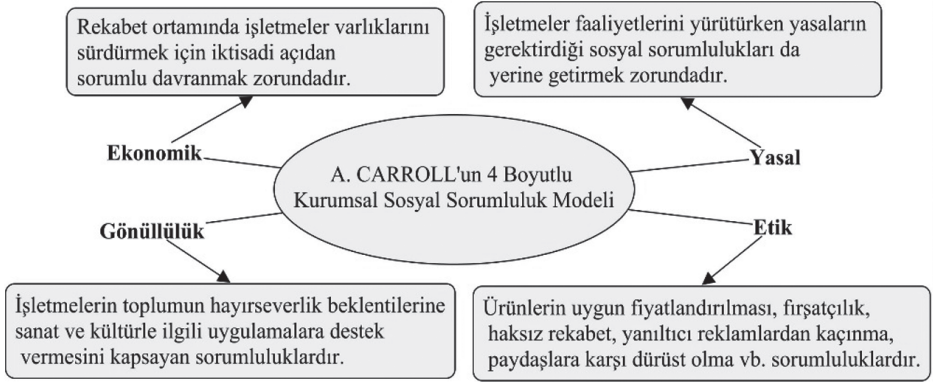 Rekabet ortamında işletmeler varlıklarını
sürdürmek için iktisadi açıdan
sorumlu davranmak zorundadır.
İşletmeler faaliyetlerini yürütürken yasaların
gerektirdiği sosyal sorumlulukları da
yerine getirmek zorundadır.
Ekonomik
Yasal
A. CARROLL'un 4 Boyutlu
Kurumsal Sosyal Sorumluluk Modeli
Gönüllülük
Etik
İşletmelerin toplumun hayırseverlik beklentilerine
sanat ve kültürle ilgili uygulamalara destek
vermesini kapsayan sorumluluklardır.
Ürünlerin uygun fiyatlandırılması, fırsatçılık,
haksız rekabet, yanıltıcı reklamlardan kaçınma,
paydaşlara karşı dürüst olma vb. sorumluluklardır.